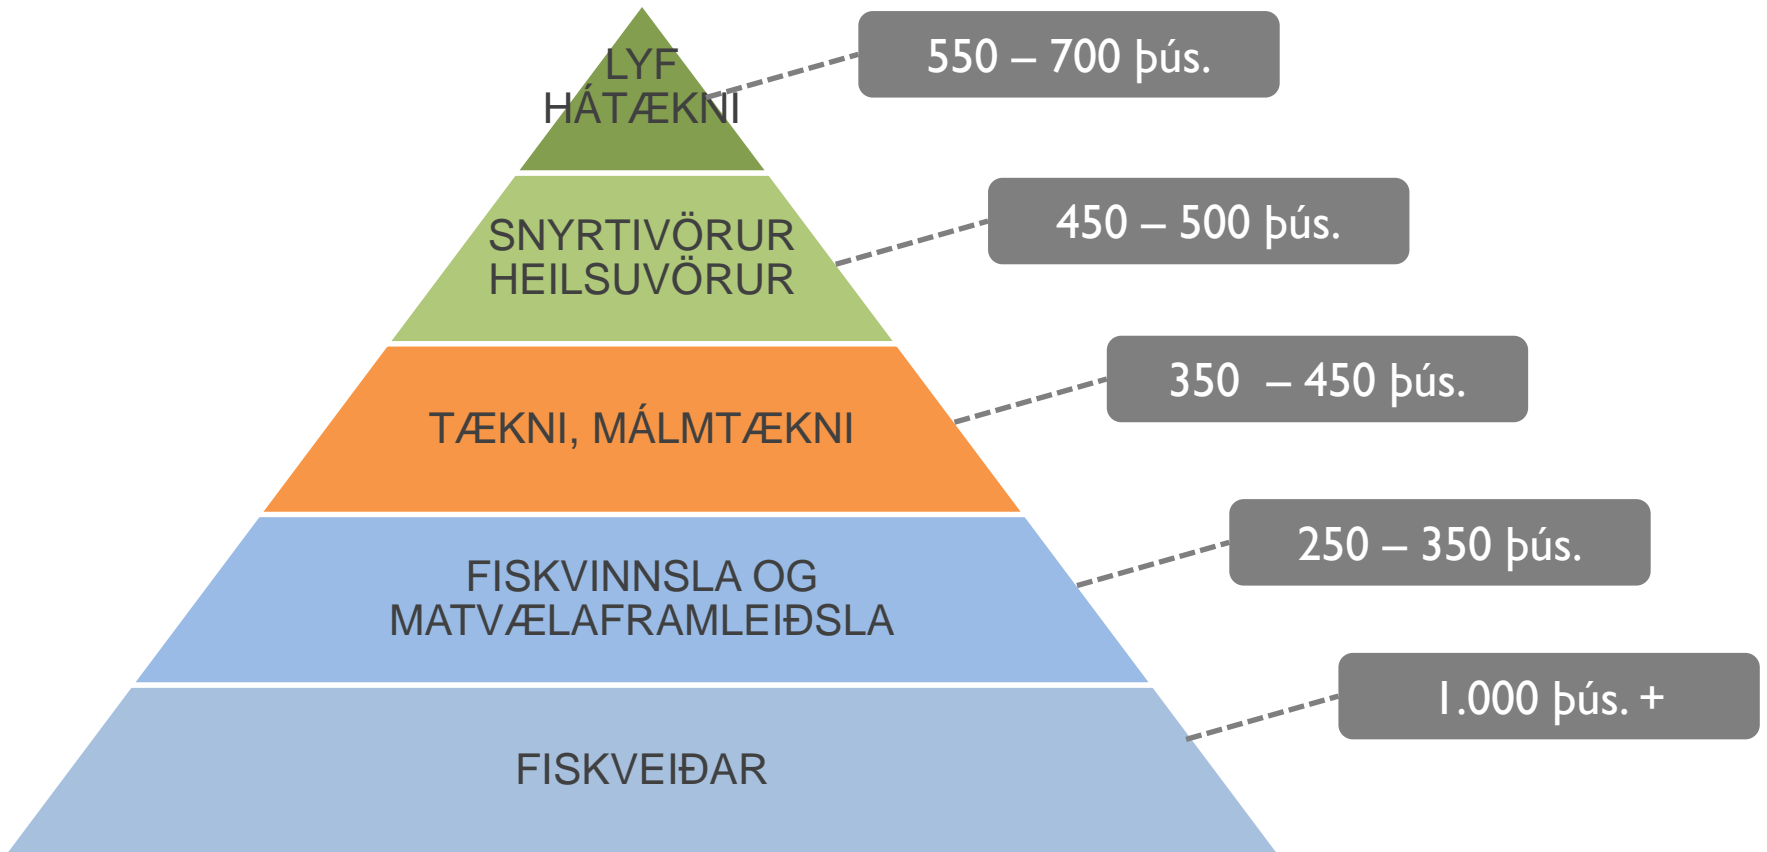 LYF
HÁTÆKNI
550 – 700 þús.
SNYRTIVÖRUR
HEILSUVÖRUR
450 – 500 þús.
TÆKNI, MÁLMTÆKNI
350 – 450 þús.
FISKVINNSLA OG
MATVÆLAFRAMLEIÐSLA
250 – 350 þús.
FISKVEIÐAR
1.000 þús. +